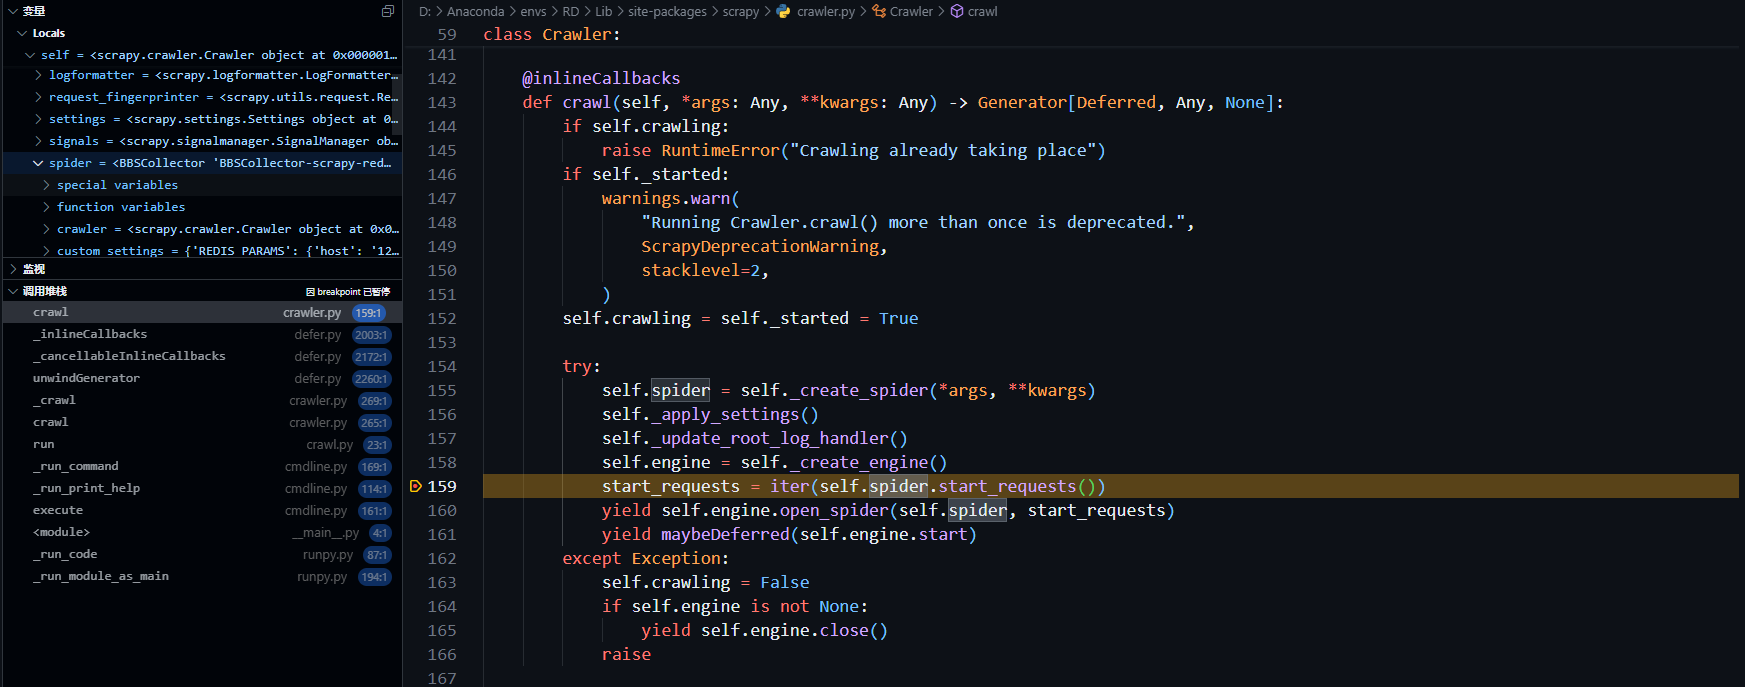 变量
Locals
self = <scrapy.crawler.Crawler object at 0x000001…
logformatter = <scrapy.logformatter.LogFormatter…
request_fingerprinter = <scrapy.utils.request.Re…
settings = <scrapy.settings.Settings object at 0…
signals = <scrapy.signalmanager.SignalManager ob…
spider = <BBSCollector 'BBSCollector-scrapy-red…
special variables
function variables
crawler = <scrapy.crawler.Crawler object at 0x0…
custom_settings = {'REDIS_PARAMS': {'host': '12…
监视
调用堆栈 因 breakpoint 已暂停
crawl crawler.py 159:1
_inlineCallbacks defer.py 2003:1
_cancellableInlineCallbacks defer.py 2172:1
unwindGenerator defer.py 2260:1
_crawl crawler.py 269:1
crawl crawler.py 265:1
run crawl.py 23:1
_run_command cmdline.py 169:1
_run_print_help cmdline.py 114:1
execute cmdline.py 161:1
<module> __main__.py 4:1
_run_code runpy.py 87:1
_run_module_as_main runpy.py 194:1
D: > Anaconda > envs > RD > Lib > site-packages > scrapy > crawler.py > Crawler > crawl
59 class Crawler:
141
142 @inlineCallbacks
143 def crawl(self, *args: Any, **kwargs: Any) -> Generator[Deferred, Any, None]:
144 if self.crawling:
145 raise RuntimeError("Crawling already taking place")
146 if self._started:
147 warnings.warn(
148 "Running Crawler.crawl() more than once is deprecated.",
149 ScrapyDeprecationWarning,
150 stacklevel=2,
151 )
152 self.crawling = self._started = True
153
154 try:
155 self.spider = self._create_spider(*args, **kwargs)
156 self._apply_settings()
157 self._update_root_log_handler()
158 self.engine = self._create_engine()
159 start_requests = iter(self.spider.start_requests())
160 yield self.engine.open_spider(self.spider, start_requests)
161 yield maybeDeferred(self.engine.start)
162 except Exception:
163 self.crawling = False
164 if self.engine is not None:
165 yield self.engine.close()
166 raise
167